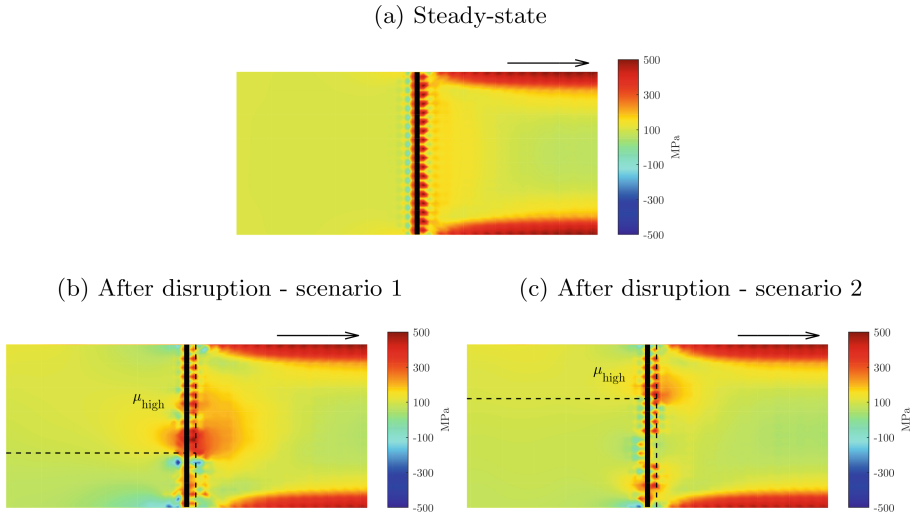 (a) Steady-state
500
300
100
-100
-300
-500
MPa
(b) After disruption - scenario 1
μhigh
500
300
100
-100
-300
-500
MPa
(c) After disruption - scenario 2
μhigh
500
300
100
-100
-300
-500
MPa